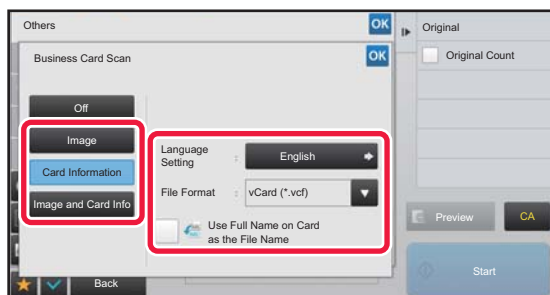 Others
OK
Original
Business Card Scan
OK
Original Count
Off
Image
Card Information
Image and Card Info
Language
Setting
:
English
File Format
:
vCard (*.vcf)
Use Full Name on Card
as the File Name
Preview
CA
Back
Start